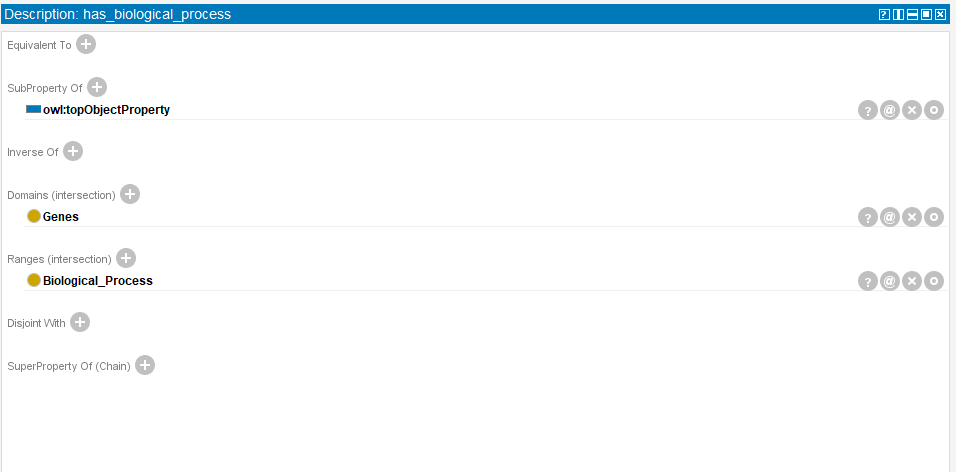 Description: has_biological_process
Equivalent To
SubProperty Of
owl:topObjectProperty
Inverse Of
Domains (intersection)
Genes
Ranges (intersection)
Biological_Process
Disjoint With
SuperProperty Of (Chain)